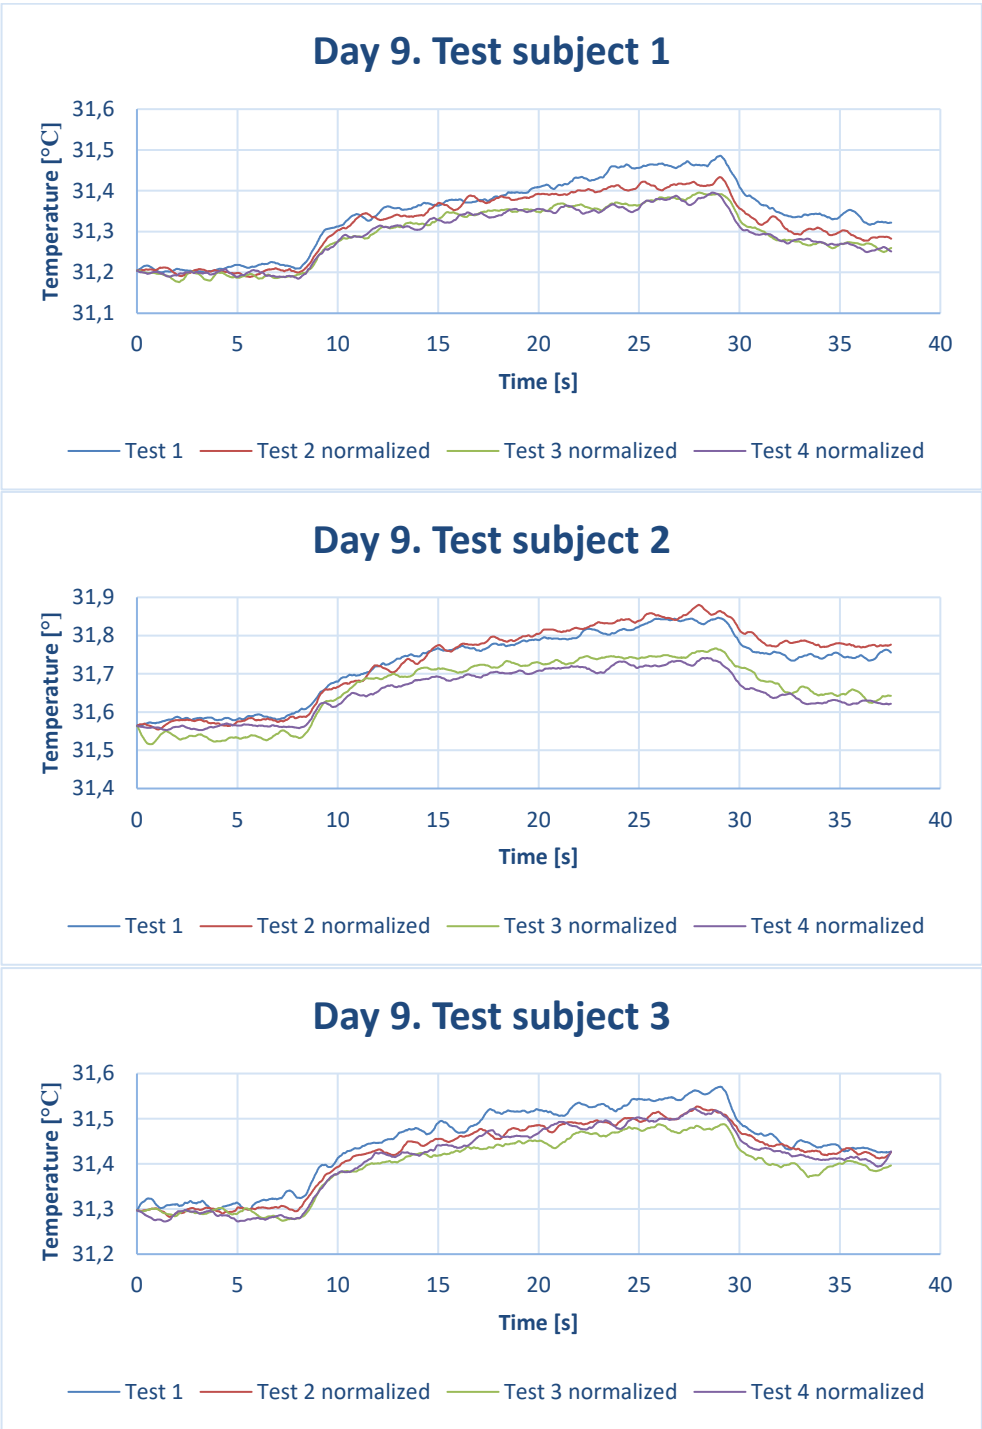 Day 9. Test subject 1
Temperature [°C]
31,6
31,5
31,4
31,3
31,2
31,1
0 5 10 15 20 25 30 35 40
Time [s]
Test 1 Test 2 normalized Test 3 normalized Test 4 normalized
Day 9. Test subject 2
Temperature [°]
31,9
31,8
31,7
31,6
31,5
31,4
0 5 10 15 20 25 30 35 40
Time [s]
Test 1 Test 2 normalized Test 3 normalized Test 4 normalized
Day 9. Test subject 3
Temperature [°C]
31,6
31,5
31,4
31,3
31,2
0 5 10 15 20 25 30 35 40
Time [s]
Test 1 Test 2 normalized Test 3 normalized Test 4 normalized